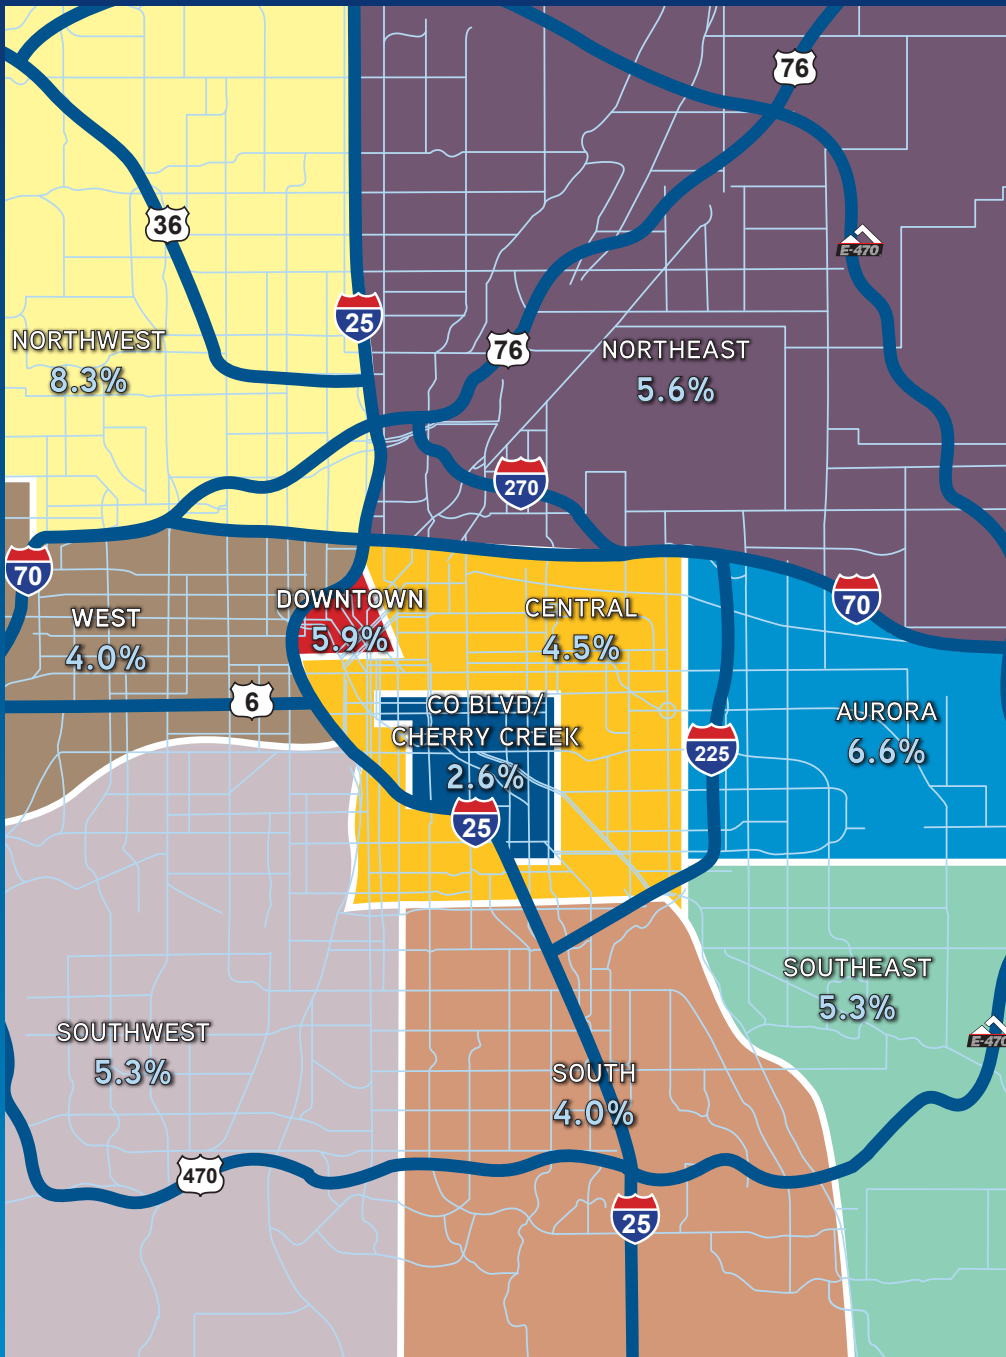 76
36
E-470
25
NORTHWEST
8.3%
76
NORTHEAST
5.6%
270
70
70
DOWNTOWN
5.9%
CENTRAL
4.5%
WEST
4.0%
6
CO BLVD/
CHERRY CREEK
2.6%
225
AURORA
6.6%
25
SOUTHEAST
5.3%
SOUTHWEST
5.3%
E-470
SOUTH
4.0%
470
25